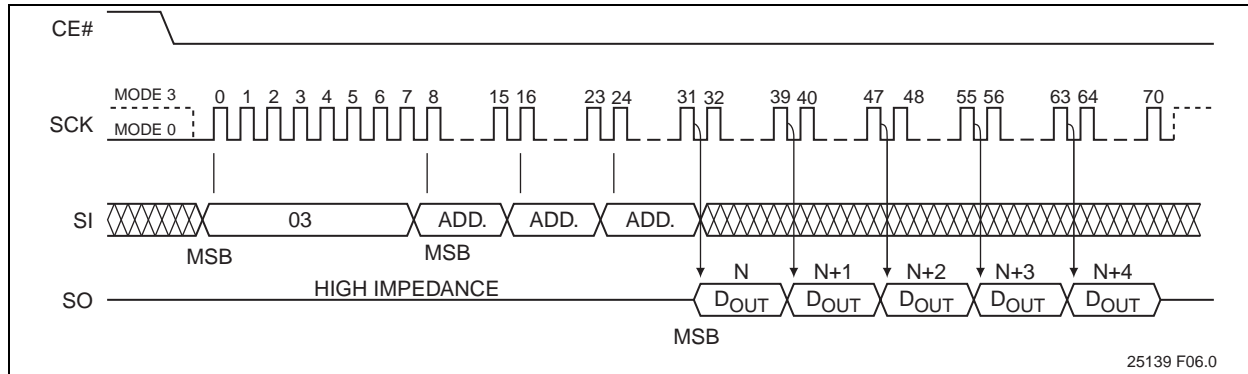 CE#
MODE 3
0 1 2 3 4 5 6 7 8 15 16 23 24 31 32 39 40 47 48 55 56 63 64 70
SCK
MODE 0
SI
03 ADD. ADD. ADD.
MSB MSB
N N+1 N+2 N+3 N+4
HIGH IMPEDANCE
SO
DOUT DOUT DOUT DOUT DOUT
MSB
25139 F06.0